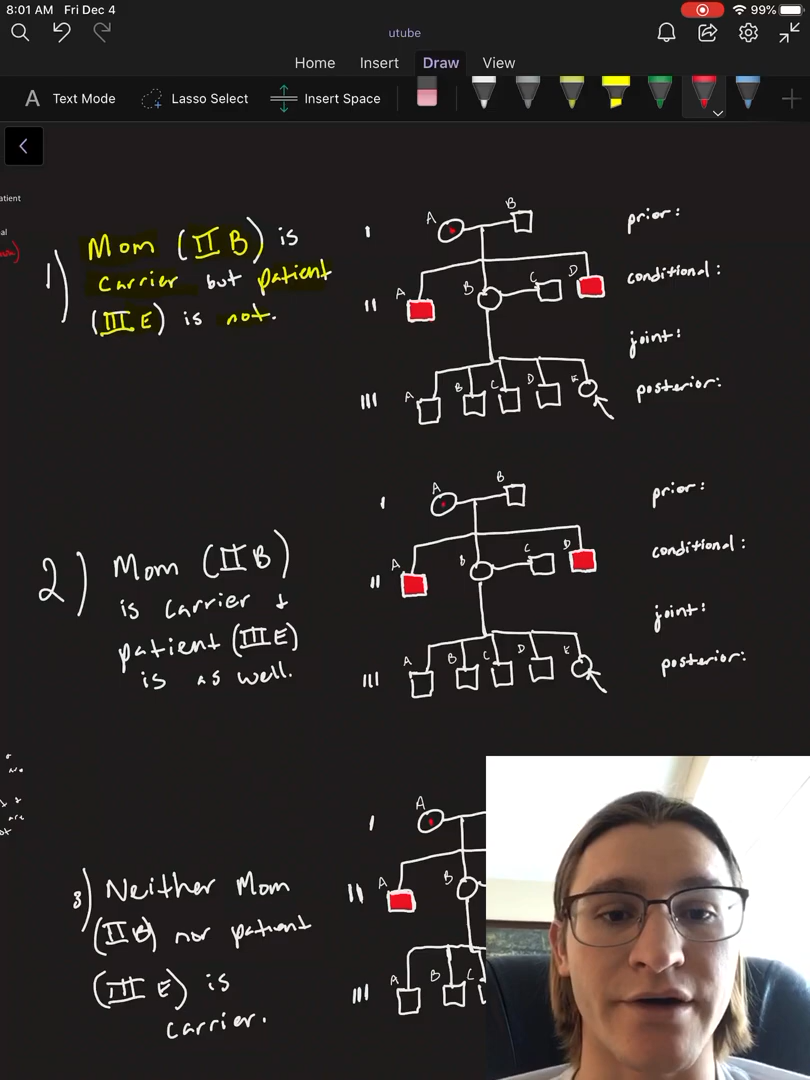 8:01 AM Fri Dec 4
99%
utube
Home Insert Draw View
A Text Mode Lasso Select Insert Space
atient
al
1) Mom (II B) is
carrier but patient
(III E) is not.
A B
I
A B C D
II
A B C D E
III
prior:
conditional:
joint:
posterior:
2) Mom (II B)
is carrier +
patient (III E)
is as well.
A B
I
A B C D
II
A B C D E
III
prior:
conditional:
joint:
posterior:
3) Neither Mom
(II B) nor patient
(III E) is
carrier.
A
I
A B
II
A B C
III